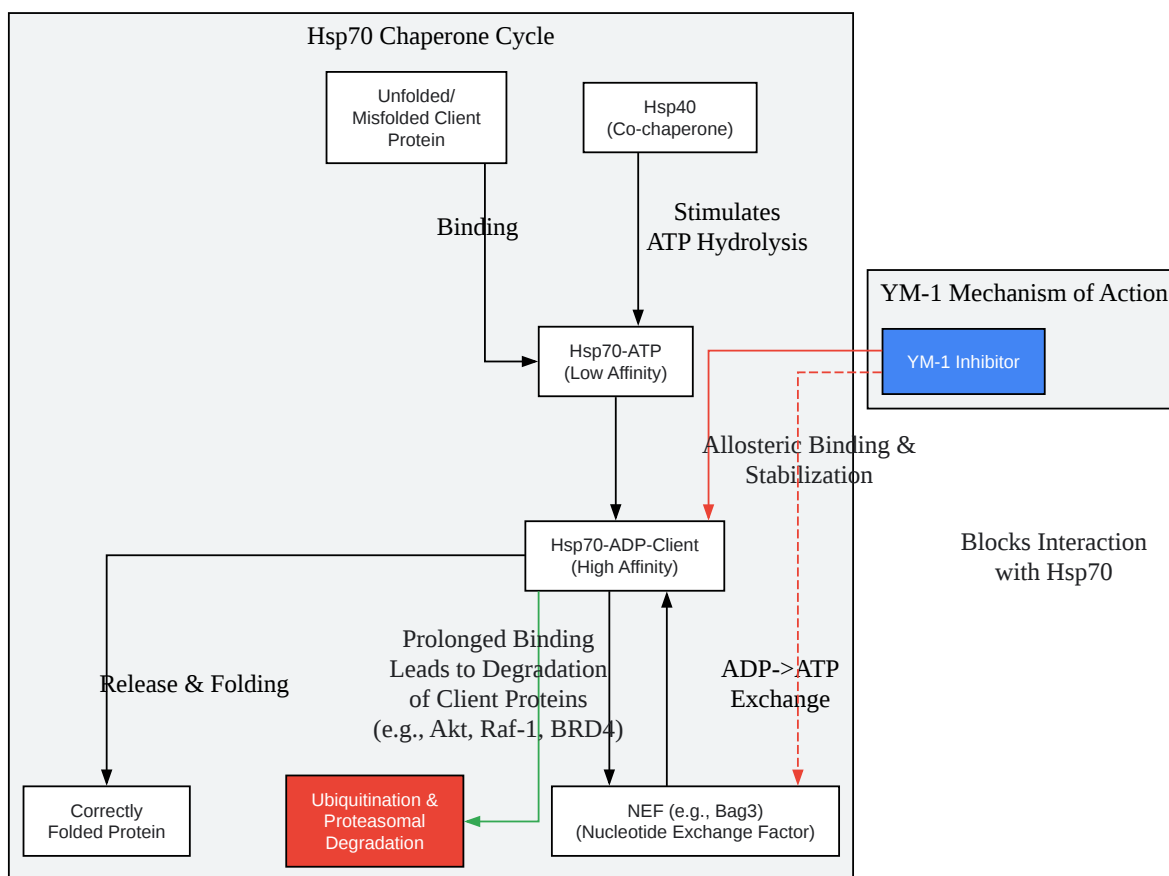 Hsp70 Chaperone Cycle
Unfolded/
Misfolded Client
Protein
Hsp40
(Co-chaperone)
Binding
Stimulates
ATP Hydrolysis
YM-1 Mechanism of Action
YM-1 Inhibitor
Hsp70-ATP
(Low Affinity)
Allosteric Binding &
Stabilization
Blocks Interaction
with Hsp70
Hsp70-ADP-Client
(High Affinity)
Release & Folding
Prolonged Binding
Leads to Degradation
of Client Proteins
(e.g., Akt, Raf-1, BRD4)
ADP->ATP
Exchange
Correctly
Folded Protein
Ubiquitination &
Proteasomal
Degradation
NEF (e.g., Bag3)
(Nucleotide Exchange Factor)